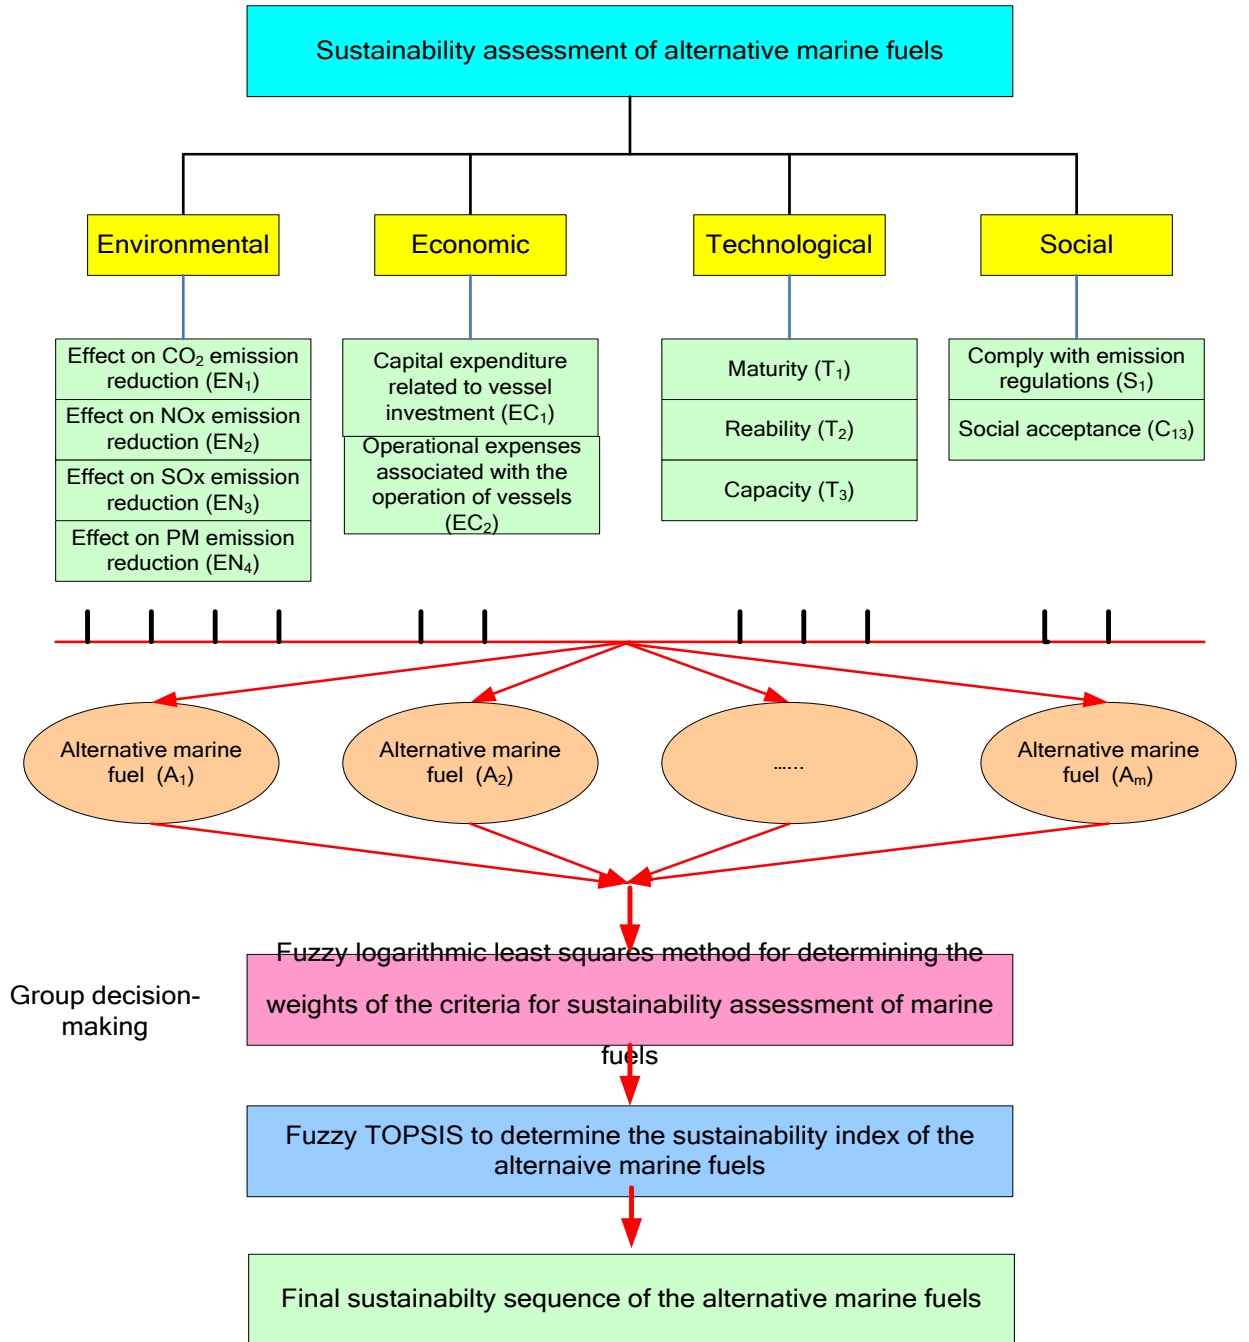 Sustainability assessment of alternative marine fuels
Environmental
Economic
Technological
Social
Effect on CO₂ emission
reduction (EN₁)
Effect on NOx emission
reduction (EN₂)
Effect on SOx emission
reduction (EN₃)
Effect on PM emission
reduction (EN₄)
Capital expenditure
related to vessel
investment (EC₁)
Operational expenses
associated with the
operation of vessels
(EC₂)
Maturity (T₁)
Reability (T₂)
Capacity (T₃)
Comply with emission
regulations (S₁)
Social acceptance (C₁₃)
Alternative marine
fuel (A₁)
Alternative marine
fuel (A₂)
......
Alternative marine
fuel (Aₘ)
Group decision-
making
Fuzzy logarithmic least squares method for determining the
weights of the criteria for sustainability assessment of marine
fuels
Fuzzy TOPSIS to determine the sustainability index of the
alternaive marine fuels
Final sustainabilty sequence of the alternative marine fuels